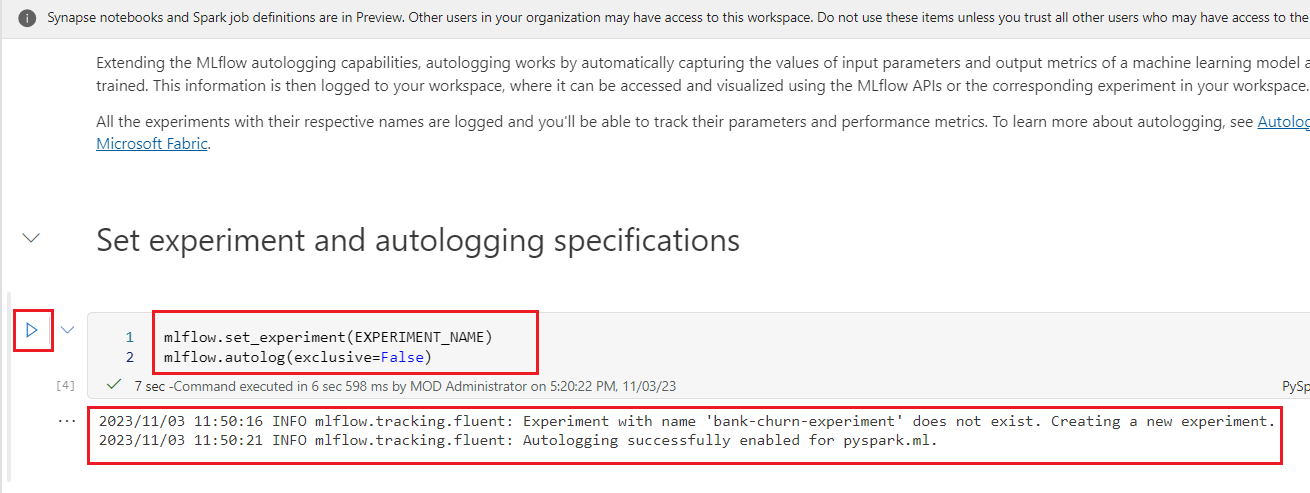 Synapse notebooks and Spark job definitions are in Preview. Other users in your organization may have access to this workspace. Do not use these items unless you trust all other users who may have access to the
Extending the MLflow autologging capabilities, autologging works by automatically capturing the values of input parameters and output metrics of a machine learning model a
trained. This information is then logged to your workspace, where it can be accessed and visualized using the MLflow APIs or the corresponding experiment in your workspace.
All the experiments with their respective names are logged and you'll be able to track their parameters and performance metrics. To learn more about autologging, see Autolog
Microsoft Fabric.
Set experiment and autologging specifications
1 mlflow.set_experiment(EXPERIMENT_NAME)
2 mlflow.autolog(exclusive=False)
[4] 7 sec -Command executed in 6 sec 598 ms by MOD Administrator on 5:20:22 PM, 11/03/23 PySp
2023/11/03 11:50:16 INFO mlflow.tracking.fluent: Experiment with name 'bank-churn-experiment' does not exist. Creating a new experiment.
2023/11/03 11:50:21 INFO mlflow.tracking.fluent: Autologging successfully enabled for pyspark.ml.